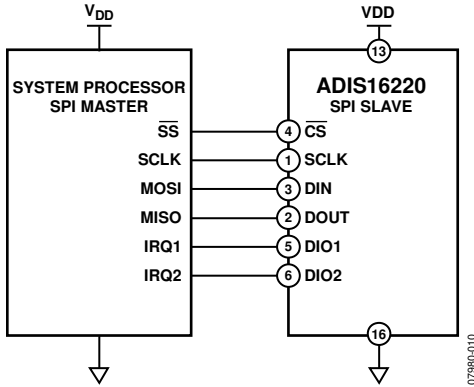 VDD
SYSTEM PROCESSOR
SPI MASTER
SS
SCLK
MOSI
MISO
IRQ1
IRQ2
VDD
13
ADIS16220
SPI SLAVE
4 CS
1 SCLK
3 DIN
2 DOUT
5 DIO1
6 DIO2
16
07980-010